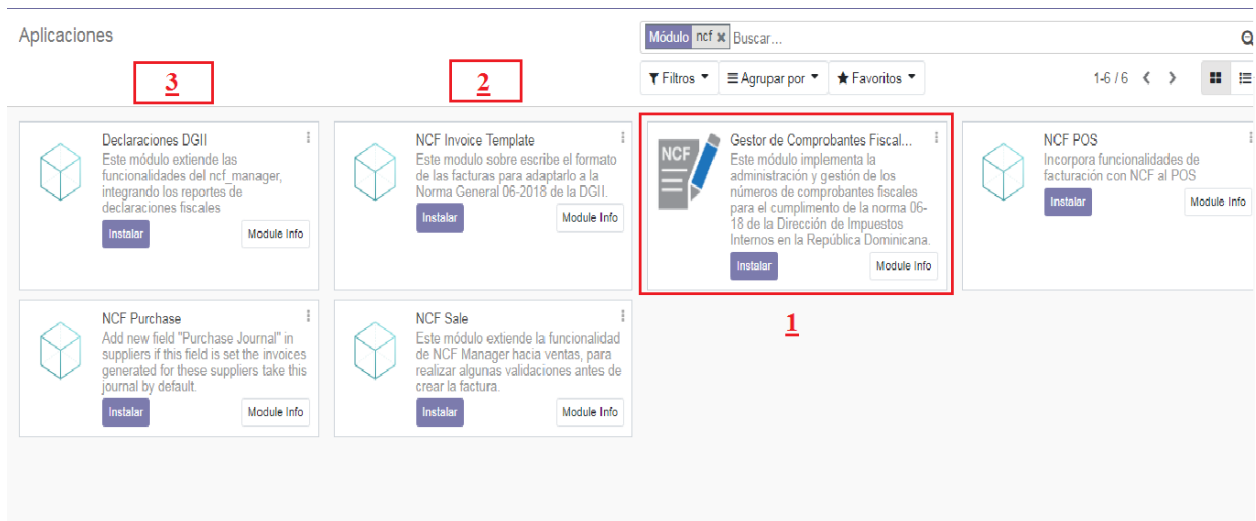 Aplicaciones
Módulo ncf x Buscar...
Filtros Agrupar por Favoritos 1-6 / 6
3
2
Declaraciones DGII
Este módulo extiende las
funcionalidades del ncf_manager,
integrando los reportes de
declaraciones fiscales
Instalar Module Info
NCF Invoice Template
Este modulo sobre escribe el formato
de las facturas para adaptarlo a la
Norma General 06-2018 de la DGII.
Instalar Module Info
NCF
Gestor de Comprobantes Fiscal...
Este módulo implementa la
administración y gestión de los
números de comprobantes fiscales
para el cumplimento de la norma 06-
18 de la Dirección de Impuestos
Internos en la República Dominicana.
Instalar Module Info
NCF POS
Incorpora funcionalidades de
facturación con NCF al POS
Instalar Module Info
1
NCF Purchase
Add new field "Purchase Journal" in
suppliers if this field is set the invoices
generated for these suppliers take this
journal by default.
Instalar Module Info
NCF Sale
Este módulo extiende la funcionalidad
de NCF Manager hacia ventas, para
realizar algunas validaciones antes de
crear la factura.
Instalar Module Info